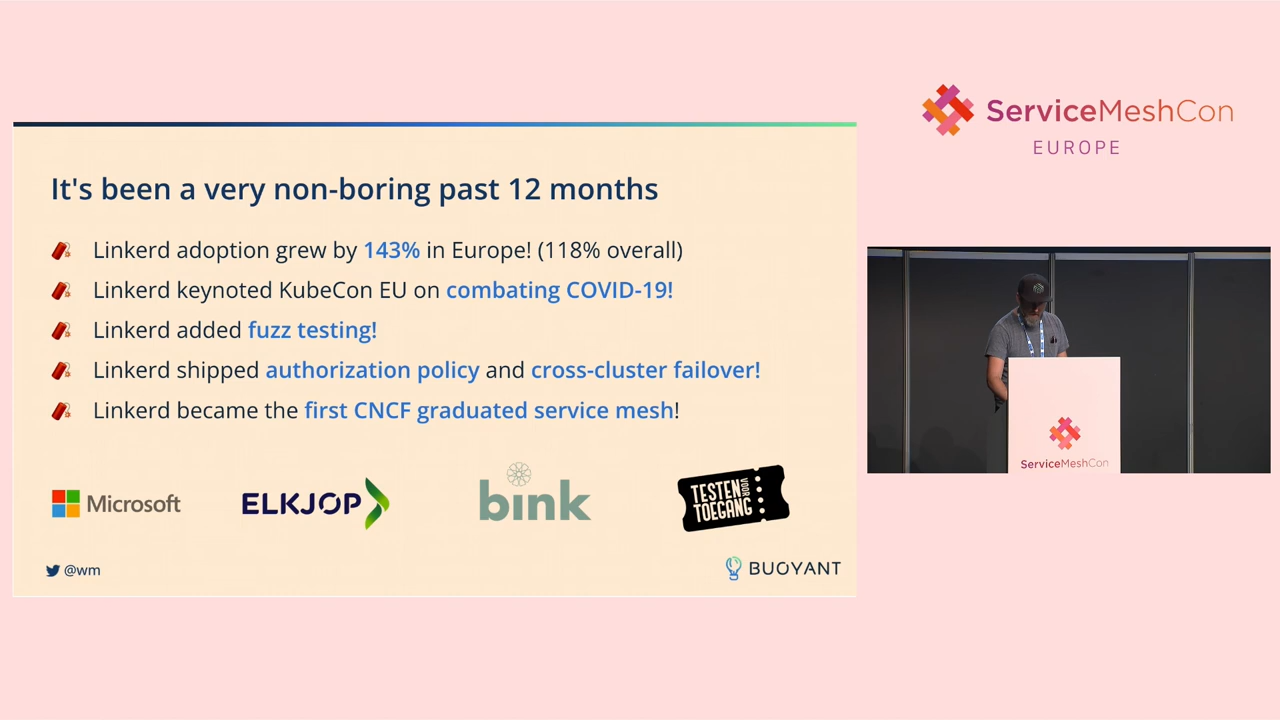 It's been a very non-boring past 12 months
Linkerd adoption grew by 143% in Europe! (118% overall)
Linkerd keynoted KubeCon EU on combating COVID-19!
Linkerd added fuzz testing!
Linkerd shipped authorization policy and cross-cluster failover!
Linkerd became the first CNCF graduated service mesh!
Microsoft
ELKJOP
bink
TESTEN VOOR
TOEGANG
@wm
BUOYANT
ServiceMeshCon
EUROPE
ServiceMeshCon